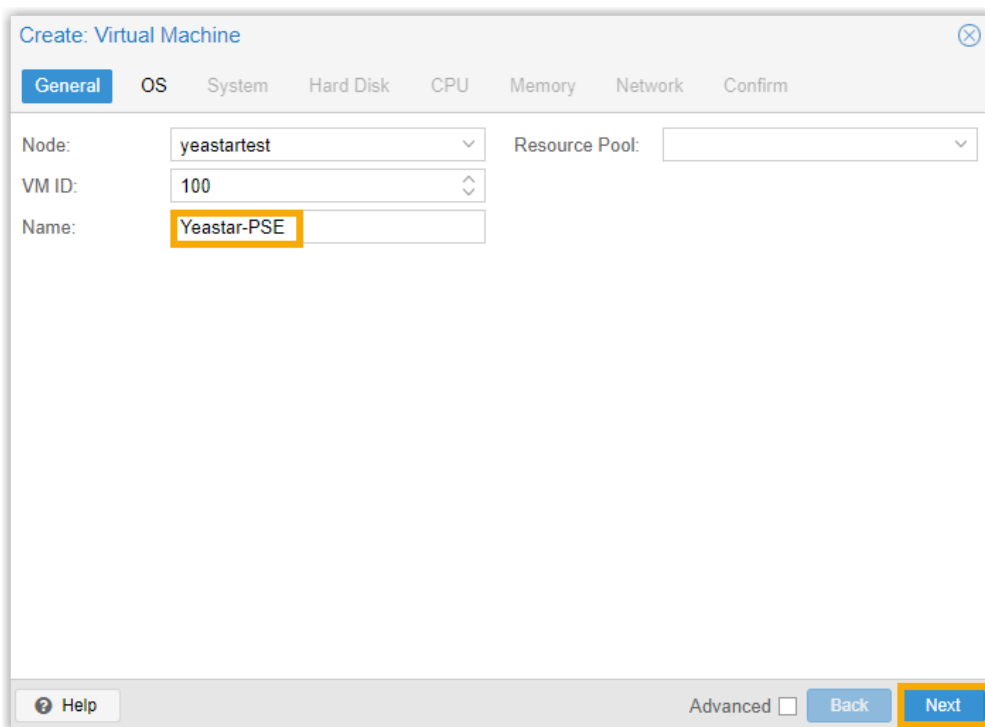 Create: Virtual Machine
General OS System Hard Disk CPU Memory Network Confirm
Node: yeastartest Resource Pool:
VM ID: 100
Name: Yeastar-PSE
Help Advanced Back Next